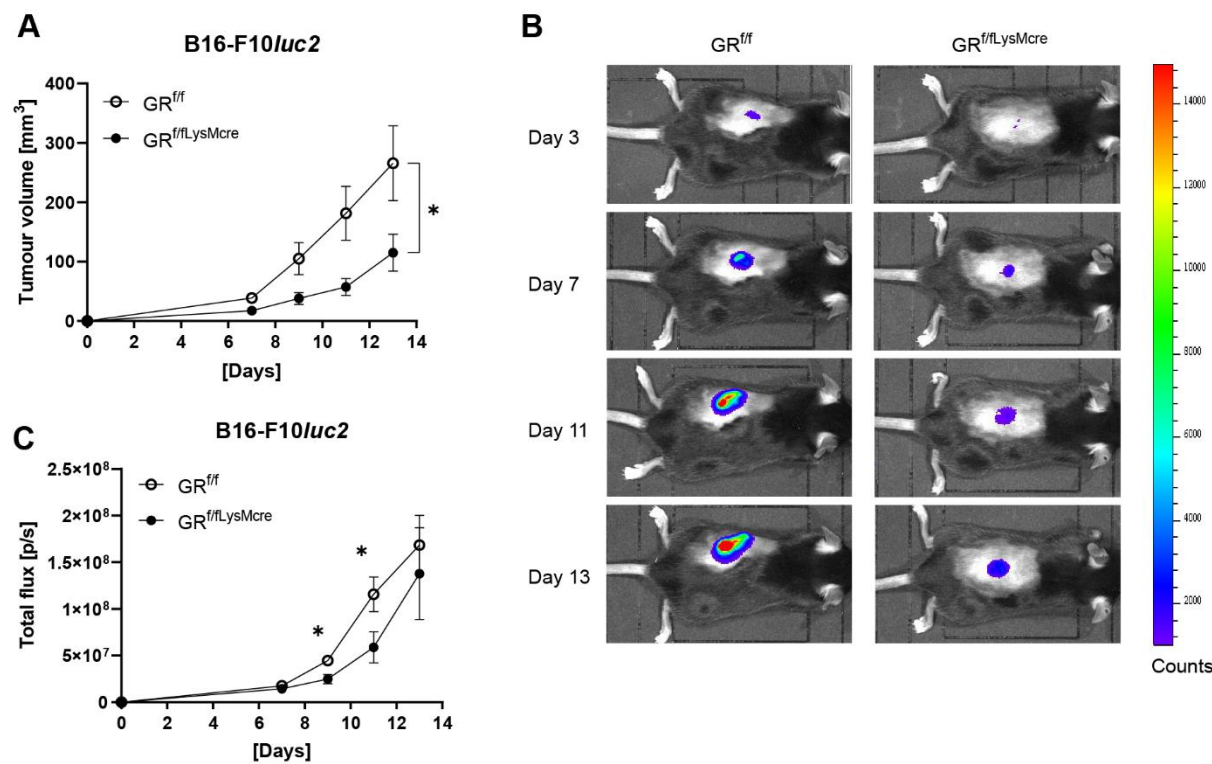 A
B16-F10luc2
Tumour volume [mm³]
400
300
200
100
0
GRf/f
GRf/fLysMcre
*
0 2 4 6 8 10 12 14
[Days]
C
B16-F10luc2
Total flux [p/s]
2.5×10⁸
2×10⁸
1.5×10⁸
1×10⁸
5×10⁷
0
GRf/f
GRf/fLysMcre
*
*
0 2 4 6 8 10 12 14
[Days]
B
GRf/f
GRf/fLysMcre
Day 3
Day 7
Day 11
Day 13
14000
12000
10000
8000
6000
4000
2000
Counts